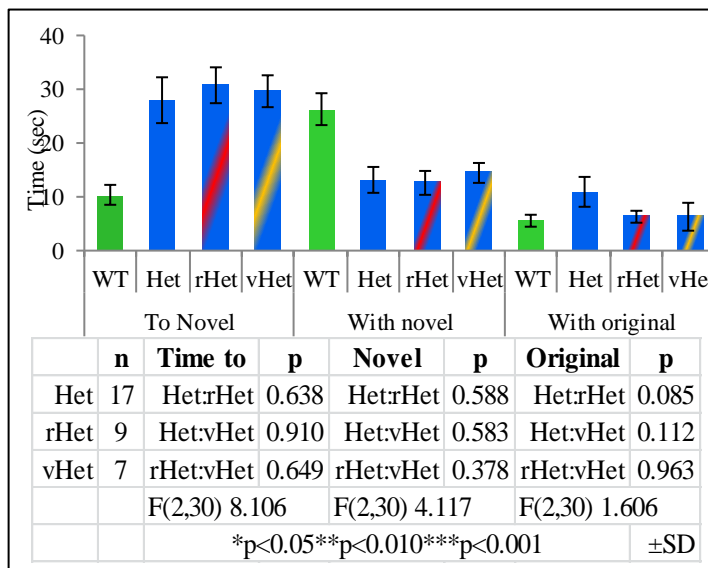 40
30
20
10
0
Time (sec)
WT Het rHet vHet WT Het rHet vHet WT Het rHet vHe
To Novel With novel With original
n Time to p Novel p Original p
Het 17 Het:rHet 0.638 Het:rHet 0.588 Het:rHet 0.085
rHet 9 Het:vHet 0.910 Het:vHet 0.583 Het:vHet 0.112
vHet 7 rHet:vHet 0.649 rHet:vHet 0.378 rHet:vHet 0.963
F(2,30) 8.106 F(2,30) 4.117 F(2,30) 1.606
*p<0.05**p<0.010***p<0.001 ±SD